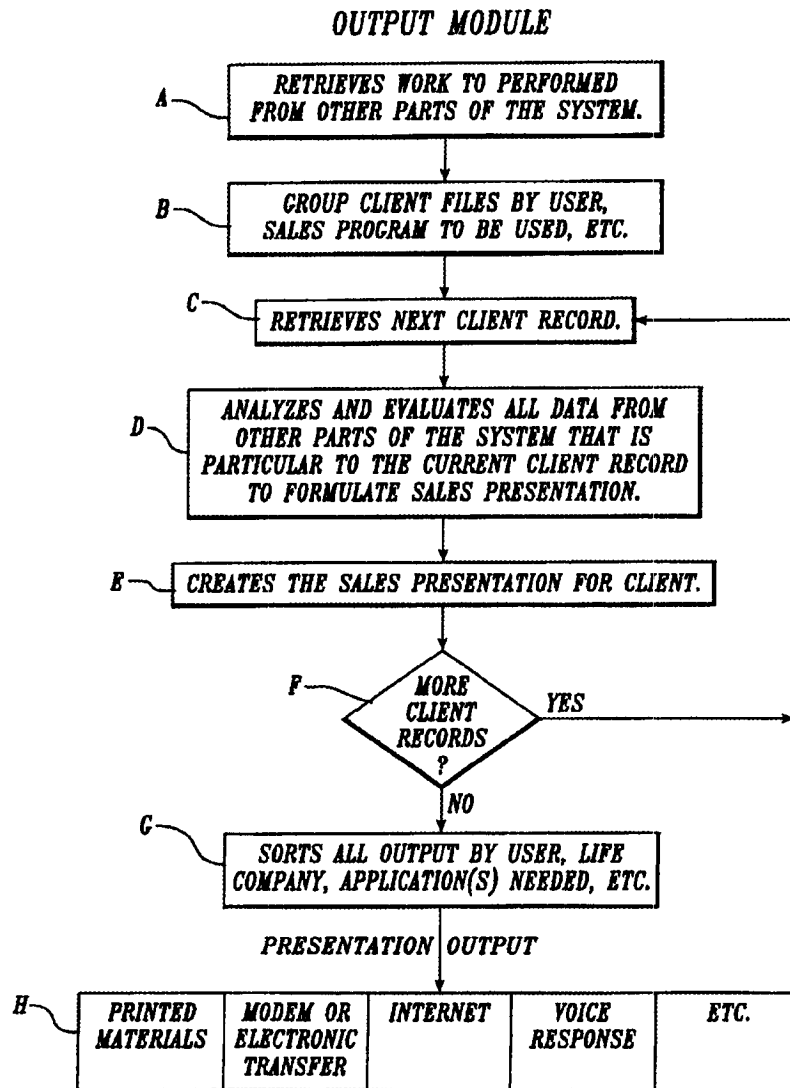 OUTPUT MODULE
A
RETRIEVES WORK TO PERFORMED
FROM OTHER PARTS OF THE SYSTEM.
B
GROUP CLIENT FILES BY USER,
SALES PROGRAM TO BE USED, ETC.
C
RETRIEVES NEXT CLIENT RECORD.
D
ANALYZES AND EVALUATES ALL DATA FROM
OTHER PARTS OF THE SYSTEM THAT IS
PARTICULAR TO THE CURRENT CLIENT RECORD
TO FORMULATE SALES PRESENTATION.
E
CREATES THE SALES PRESENTATION FOR CLIENT.
F
MORE
CLIENT
RECORDS
?
YES
NO
G
SORTS ALL OUTPUT BY USER, LIFE
COMPANY, APPLICATION(S) NEEDED, ETC.
PRESENTATION OUTPUT
H
PRINTED
MATERIALS
MODEM OR
ELECTRONIC
TRANSFER
INTERNET
VOICE
RESPONSE
ETC.